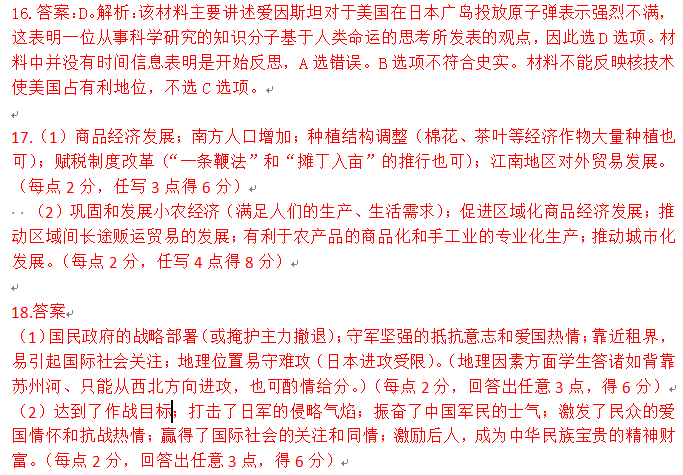 16.答案:D。解析:该材料主要讲述爱因斯坦对于美国在日本广岛投放原子弹表示强烈不满，
这表明一位从事科学研究的知识分子基于人类命运的思考所发表的观点，因此选D选项。材
料中并没有时间信息表明是开始反思，A选错误。B选项不符合史实。材料不能反映核技术
使美国占有利地位，不选C选项。
17.（1）商品经济发展；南方人口增加；种植结构调整（棉花、茶叶等经济作物大量种植也
可）；赋税制度改革（“一条鞭法”和“摊丁入亩”的推行也可）；江南地区对外贸易发展。
（每点2分，任写3点得6分）
（2）巩固和发展小农经济（满足人们的生产、生活需求）；促进区域化商品经济发展；推
动区域间长途贩运贸易的发展；有利于农产品的商品化和手工业的专业化生产；推动城市化
发展。（每点2分，任写4点得8分）
18.答案
（1）国民政府的战略部署（或掩护主力撤退）；守军坚强的抵抗意志和爱国热情；靠近租界，
易引起国际社会关注；地理位置易守难攻（日本进攻受限）。（地理因素方面学生答诸如背靠
苏州河、只能从西北方向进攻，也可酌情给分。）（每点2分，回答出任意3点，得6分）
（2）达到了作战目标；打击了日军的侵略气焰；振奋了中国军民的士气；激发了民众的爱
国情怀和抗战热情；赢得了国际社会的关注和同情；激励后人，成为中华民族宝贵的精神财
富。（每点2分，回答出任意3点，得6分）